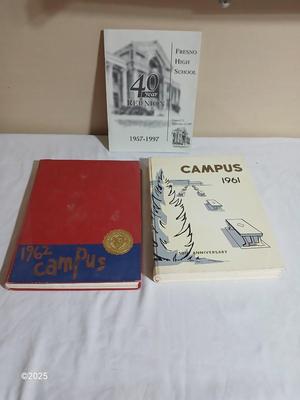 FRESNO
HIGH
SCHOOL
40
year
REUNION
1957-1997
CAMPUS
1961
ANNIVERSARY
1962
campus
©2025